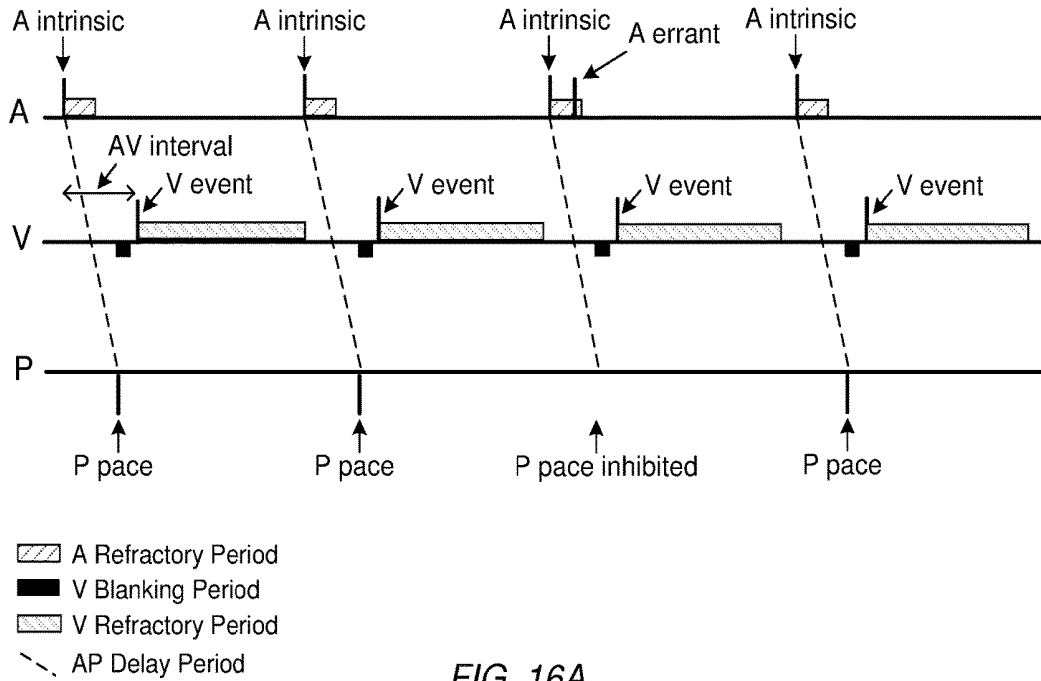 A intrinsic A intrinsic A intrinsic A intrinsic
A errant
A
AV interval
V event V event V event V event
V
P
P pace P pace P pace inhibited P pace
A Refractory Period
V Blanking Period
V Refractory Period
AP Delay Period
FIG. 16A